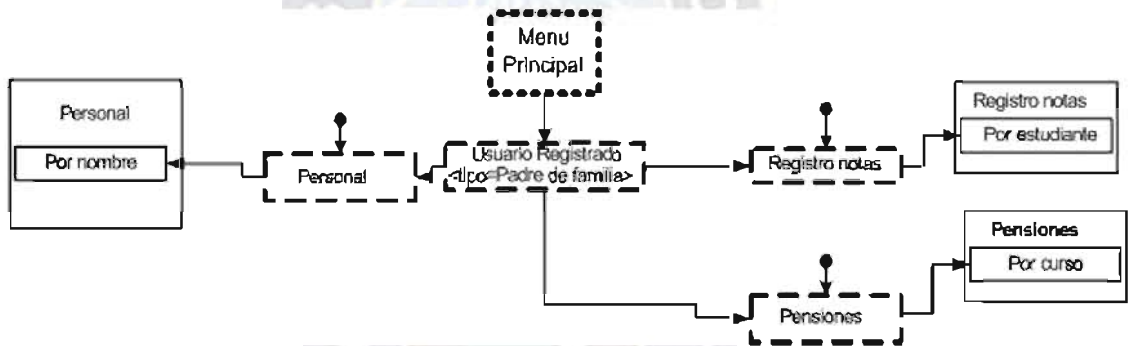 Menu
Principal
Personal
Por nombre
Personal
Usuario Registrado
<tipo=Padre de familia>
Registro notas
Registro notas
Por estudiante
Pensiones
Por curso
Pensiones